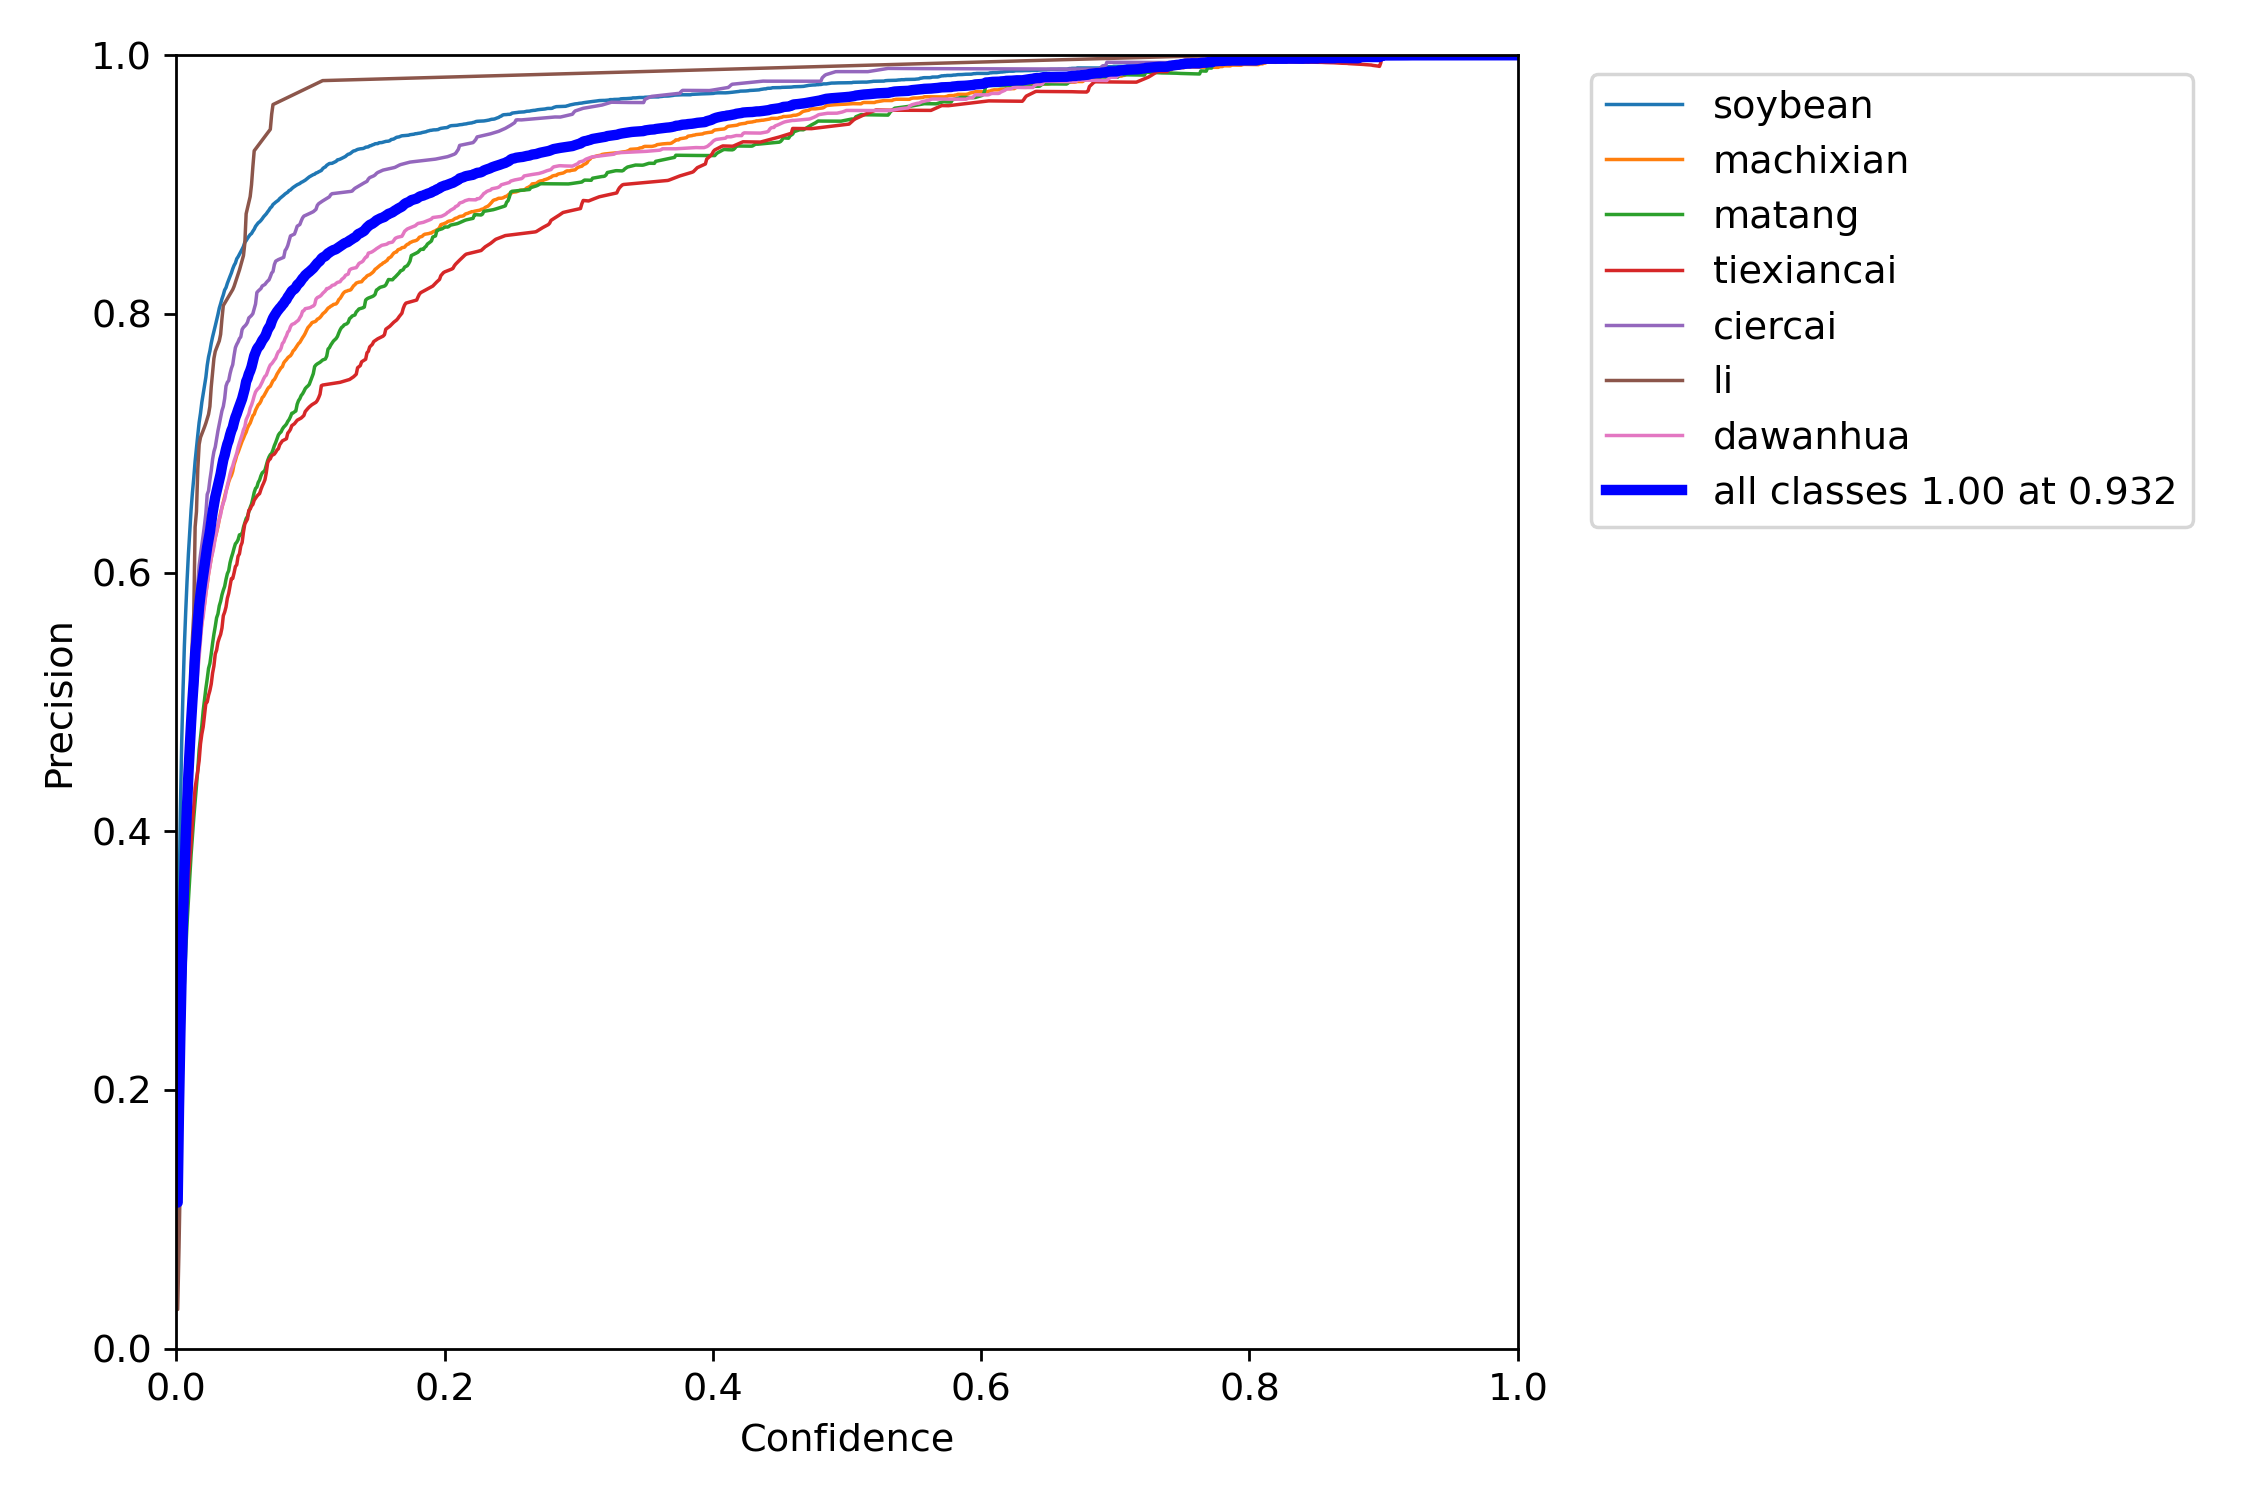 1.0
0.8
0.6
0.4
0.2
0.0
Precision
0.0 0.2 0.4 0.6 0.8 1.0
Confidence
soybean
machixian
matang
tiexiancai
ciercai
li
dawanhua
all classes 1.00 at 0.932